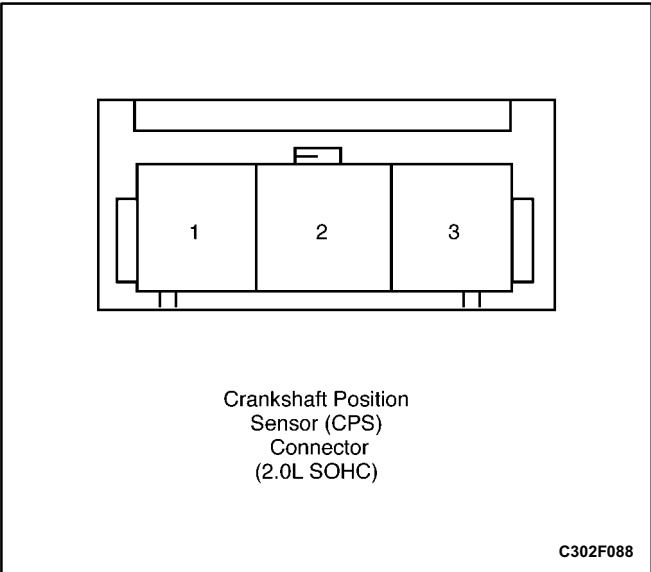 1 2 3
Crankshaft Position
Sensor (CPS)
Connector
(2.0L SOHC)
C302F088